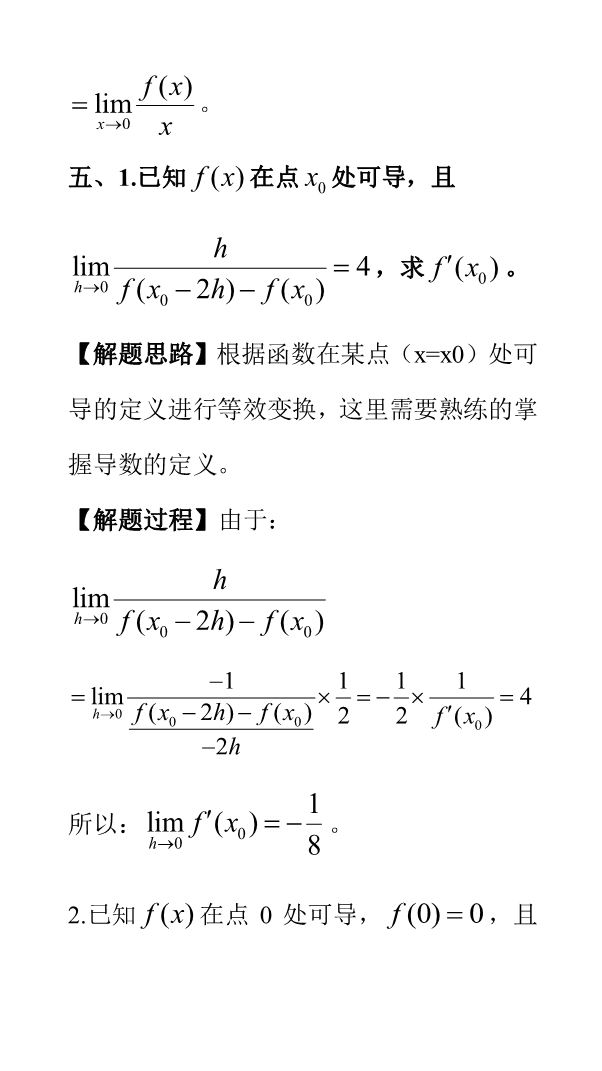 $= \lim_{x \to 0} \frac{f(x)}{x}$。
五、1.已知 $f(x)$ 在点 $x_0$ 处可导，且
$\lim_{h \to 0} \frac{h}{f(x_0 - 2h) - f(x_0)} = 4$，求 $f'(x_0)$。
【解题思路】根据函数在某点（x=x0）处可
导的定义进行等效变换，这里需要熟练的掌
握导数的定义。
【解题过程】由于：
$\lim_{h \to 0} \frac{h}{f(x_0 - 2h) - f(x_0)}$
$= \lim_{h \to 0} \frac{-1}{\frac{f(x_0 - 2h) - f(x_0)}{-2h}} \times \frac{1}{2} = -\frac{1}{2} \times \frac{1}{f'(x_0)} = 4$
所以：$\lim_{h \to 0} f'(x_0) = -\frac{1}{8}$。
2.已知 $f(x)$ 在点 0 处可导，$f(0) = 0$，且